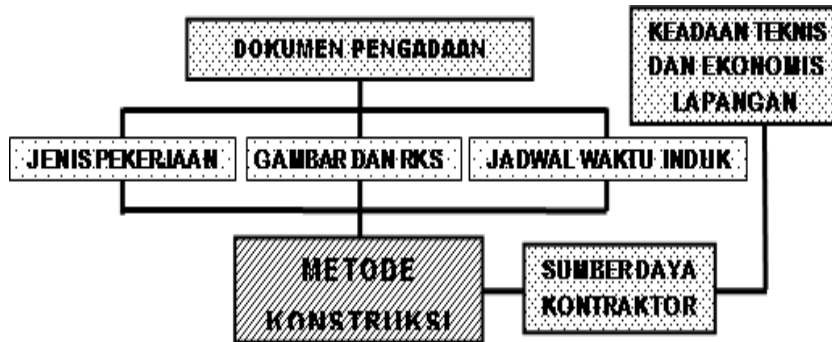 DOKUMEN PENGADAAN
KEADAAN TEKNIS
DAN EKONOMIS
LAPANGAN
JENIS PEKERJAAN
GAMBAR DAN RKS
JADWAL WAKTU INDUK
METODE
KONSTRUKSI
SUMBER DAYA
KONTRAKTOR